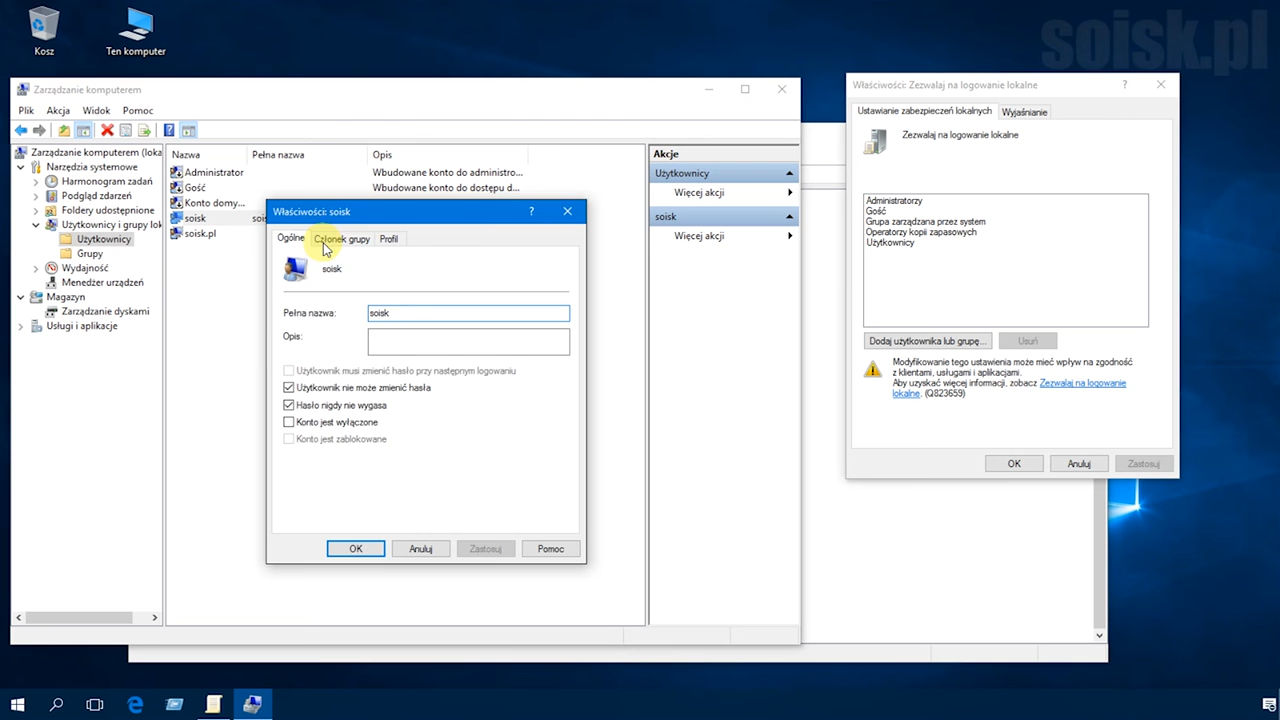 Kosz
Ten komputer
soisk.pl
Zarządzanie komputerem
Plik Akcja Widok Pomoc
Zarządzanie komputerem (loka
Narzędzia systemowe
Harmonogram zadań
Podgląd zdarzeń
Foldery udostępnione
Użytkownicy i grupy lok
Użytkownicy
Grupy
Wydajność
Menedżer urządzeń
Magazyn
Zarządzanie dyskami
Usługi i aplikacje
Nazwa Pełna nazwa Opis
Administrator Wbudowane konto do administro...
Gość Wbudowane konto do dostępu d...
Konto domy...
soisk sois
soisk.pl
Akcje
Użytkownicy
Więcej akcji
soisk
Więcej akcji
Właściwości: soisk
?
Ogólne Członek grupy Profil
soisk
Pełna nazwa: soisk
Opis:
Użytkownik musi zmienić hasło przy następnym logowaniu
Użytkownik nie może zmienić hasła
Hasło nigdy nie wygasa
Konto jest wyłączone
Konto jest zablokowane
OK Anuluj Zastosuj Pomoc
Właściwości: Zezwalaj na logowanie lokalne
?
Ustawianie zabezpieczeń lokalnych Wyjaśnianie
Zezwalaj na logowanie lokalne
Administratorzy
Gość
Grupa zarządzana przez system
Operatorzy kopii zapasowych
Użytkownicy
Dodaj użytkownika lub grupę... Usuń
Modyfikowanie tego ustawienia może mieć wpływ na zgodność
z klientami, usługami i aplikacjami.
Aby uzyskać więcej informacji, zobacz Zezwalaj na logowanie
lokalne. (Q823659)
OK Anuluj Zastosuj